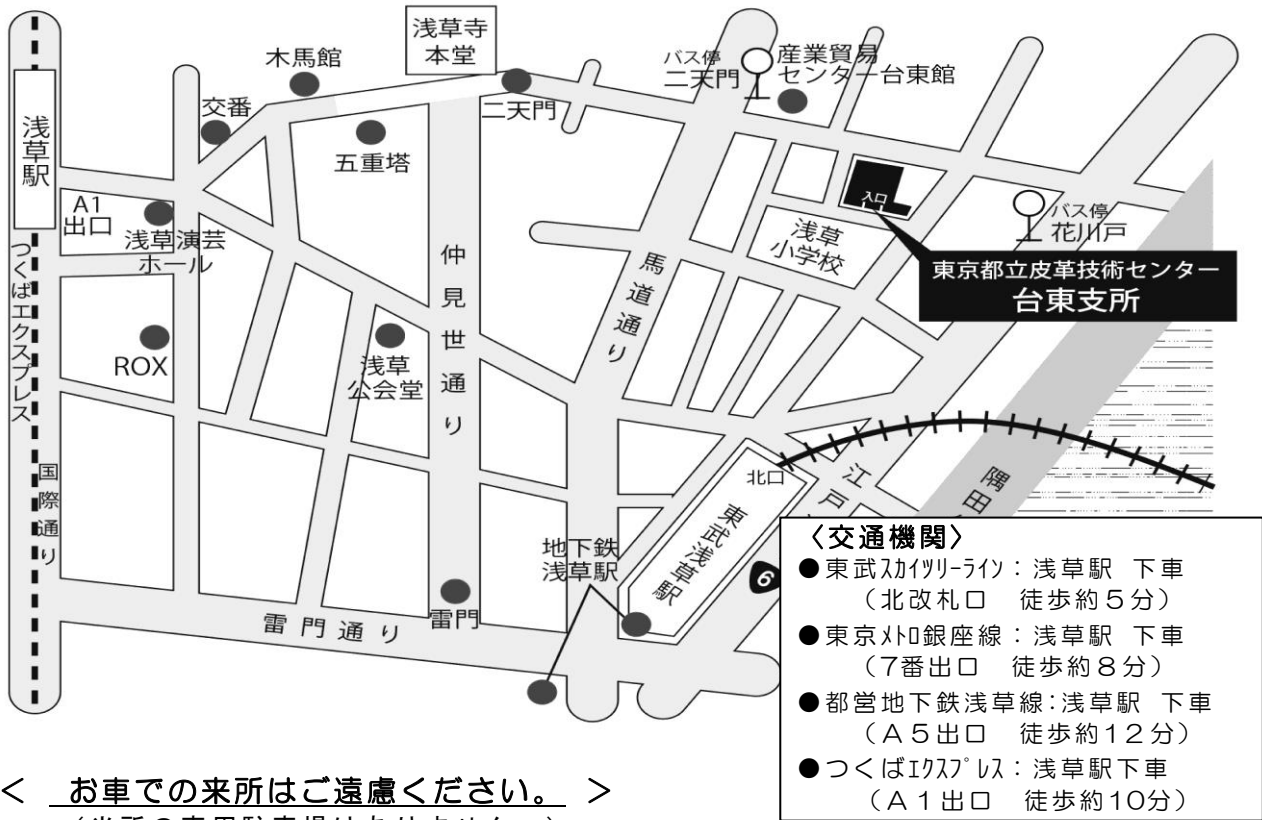 浅草寺
本堂
木馬館
バス停
二天門
産業貿易
センター台東館
交番
二天門
五重塔
浅草駅
A1
出口
浅草演芸
ホール
つくばエクスプレス
ROX
国際通り
仲見世通り
浅草
公会堂
馬道通り
浅草
小学校
入口
バス停
花川戸
東京都立皮革技術センター
台東支所
北口
東武浅草駅
江戸
隅田
6
地下鉄
浅草駅
雷門
雷門通り
〈交通機関〉
●東武ｽｶｲﾂﾘｰﾗｲﾝ：浅草駅 下車
（北改札口 徒歩約５分）
●東京ﾒﾄﾛ銀座線：浅草駅 下車
（7番出口 徒歩約８分）
●都営地下鉄浅草線：浅草駅 下車
（Ａ５出口 徒歩約１２分）
●つくばｴｸｽﾌﾟﾚｽ：浅草駅下車
（Ａ１出口 徒歩約10分）
＜ お車での来所はご遠慮ください。 ＞